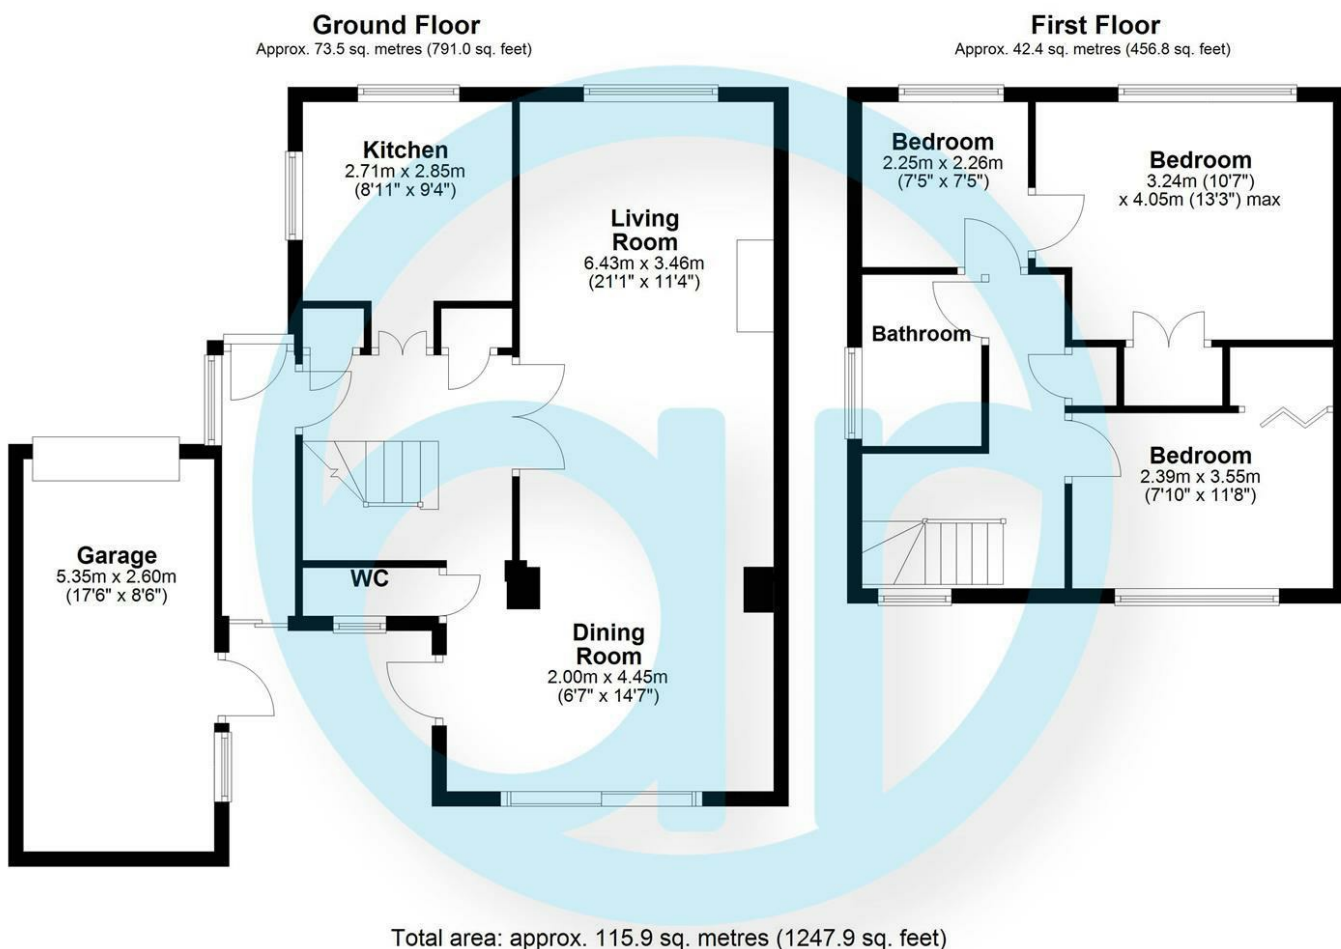 Ground Floor
Approx. 73.5 sq. metres (791.0 sq. feet)
Kitchen
2.71m x 2.85m
(8'11" x 9'4")
Living
Room
6.43m x 3.46m
(21'1" x 11'4")
Garage
5.35m x 2.60m
(17'6" x 8'6")
WC
Dining
Room
2.00m x 4.45m
(6'7" x 14'7")
First Floor
Approx. 42.4 sq. metres (456.8 sq. feet)
Bedroom
2.25m x 2.26m
(7'5" x 7'5")
Bedroom
3.24m (10'7")
x 4.05m (13'3") max
Bathroom
Bedroom
2.39m x 3.55m
(7'10" x 11'8")
Total area: approx. 115.9 sq. metres (1247.9 sq. feet)